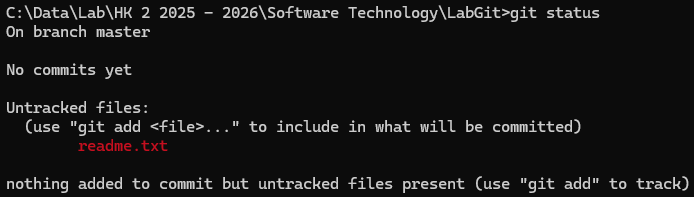 C:\Data\Lab\HK 2 2025 - 2026\Software Technology\LabGit>git status
On branch master
No commits yet
Untracked files:
(use "git add <file>..." to include in what will be committed)
readme.txt
nothing added to commit but untracked files present (use "git add" to track)